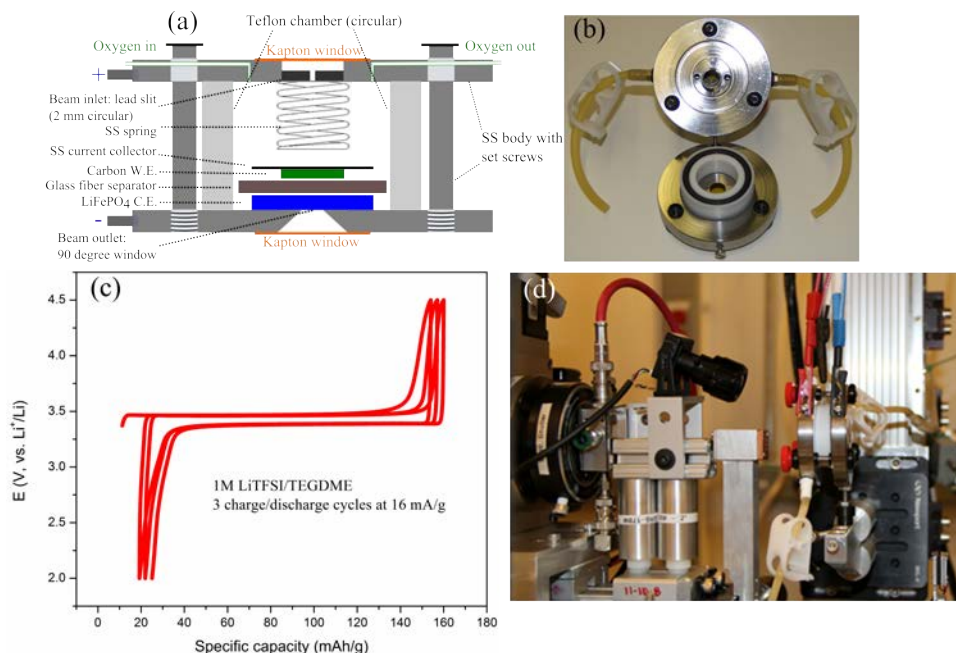 (a)
Teflon chamber (circular)
Oxygen in
Kapton window
Oxygen out
+
Beam inlet: lead slit
(2 mm circular)
SS spring
SS current collector
Carbon W.E.
Glass fiber separator
LiFePO4 C.E.
SS body with
set screws
-
Beam outlet:
90 degree window
Kapton window
(b)
(c)
4.5
4.0
3.5
3.0
2.5
2.0
E (V, vs. Li⁺/Li)
1M LiTFSI/TEGDME
3 charge/discharge cycles at 16 mA/g
0 20 40 60 80 100 120 140 160 180
Specific capacity (mAh/g)
(d)
11-10 8
Newport